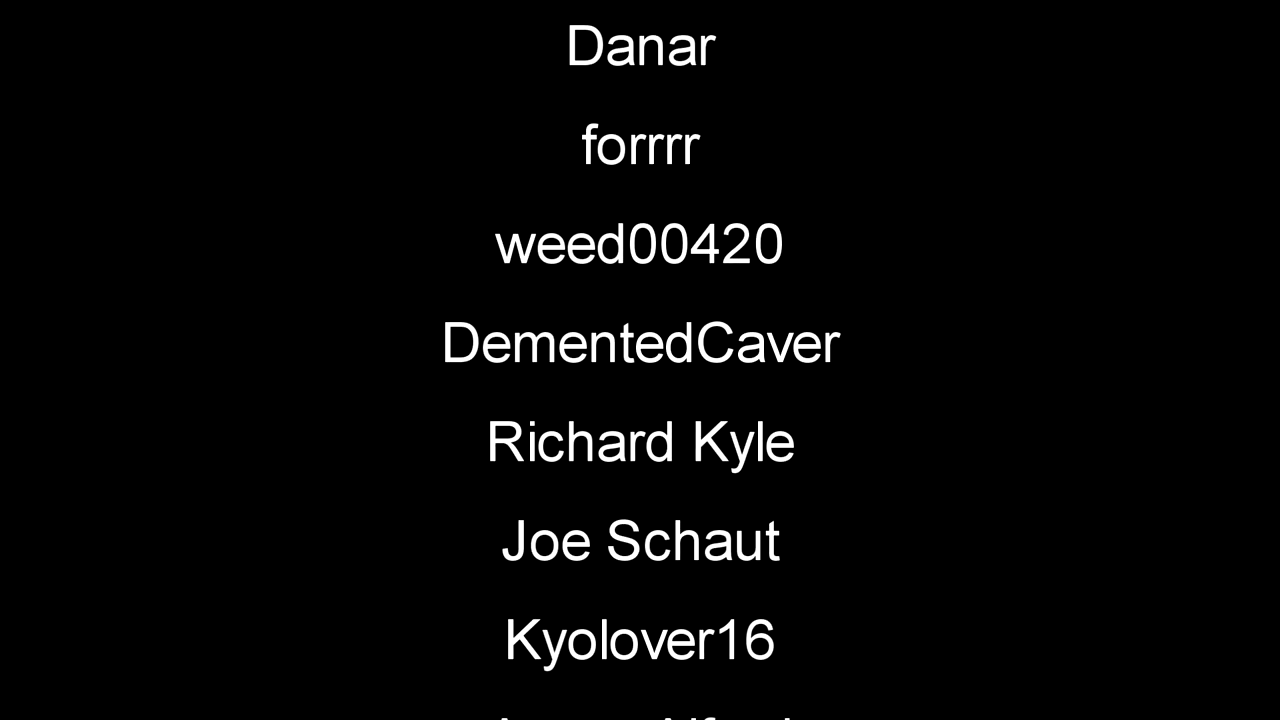 Danar
forrrr
weed00420
DementedCaver
Richard Kyle
Joe Schaut
Kyolover16